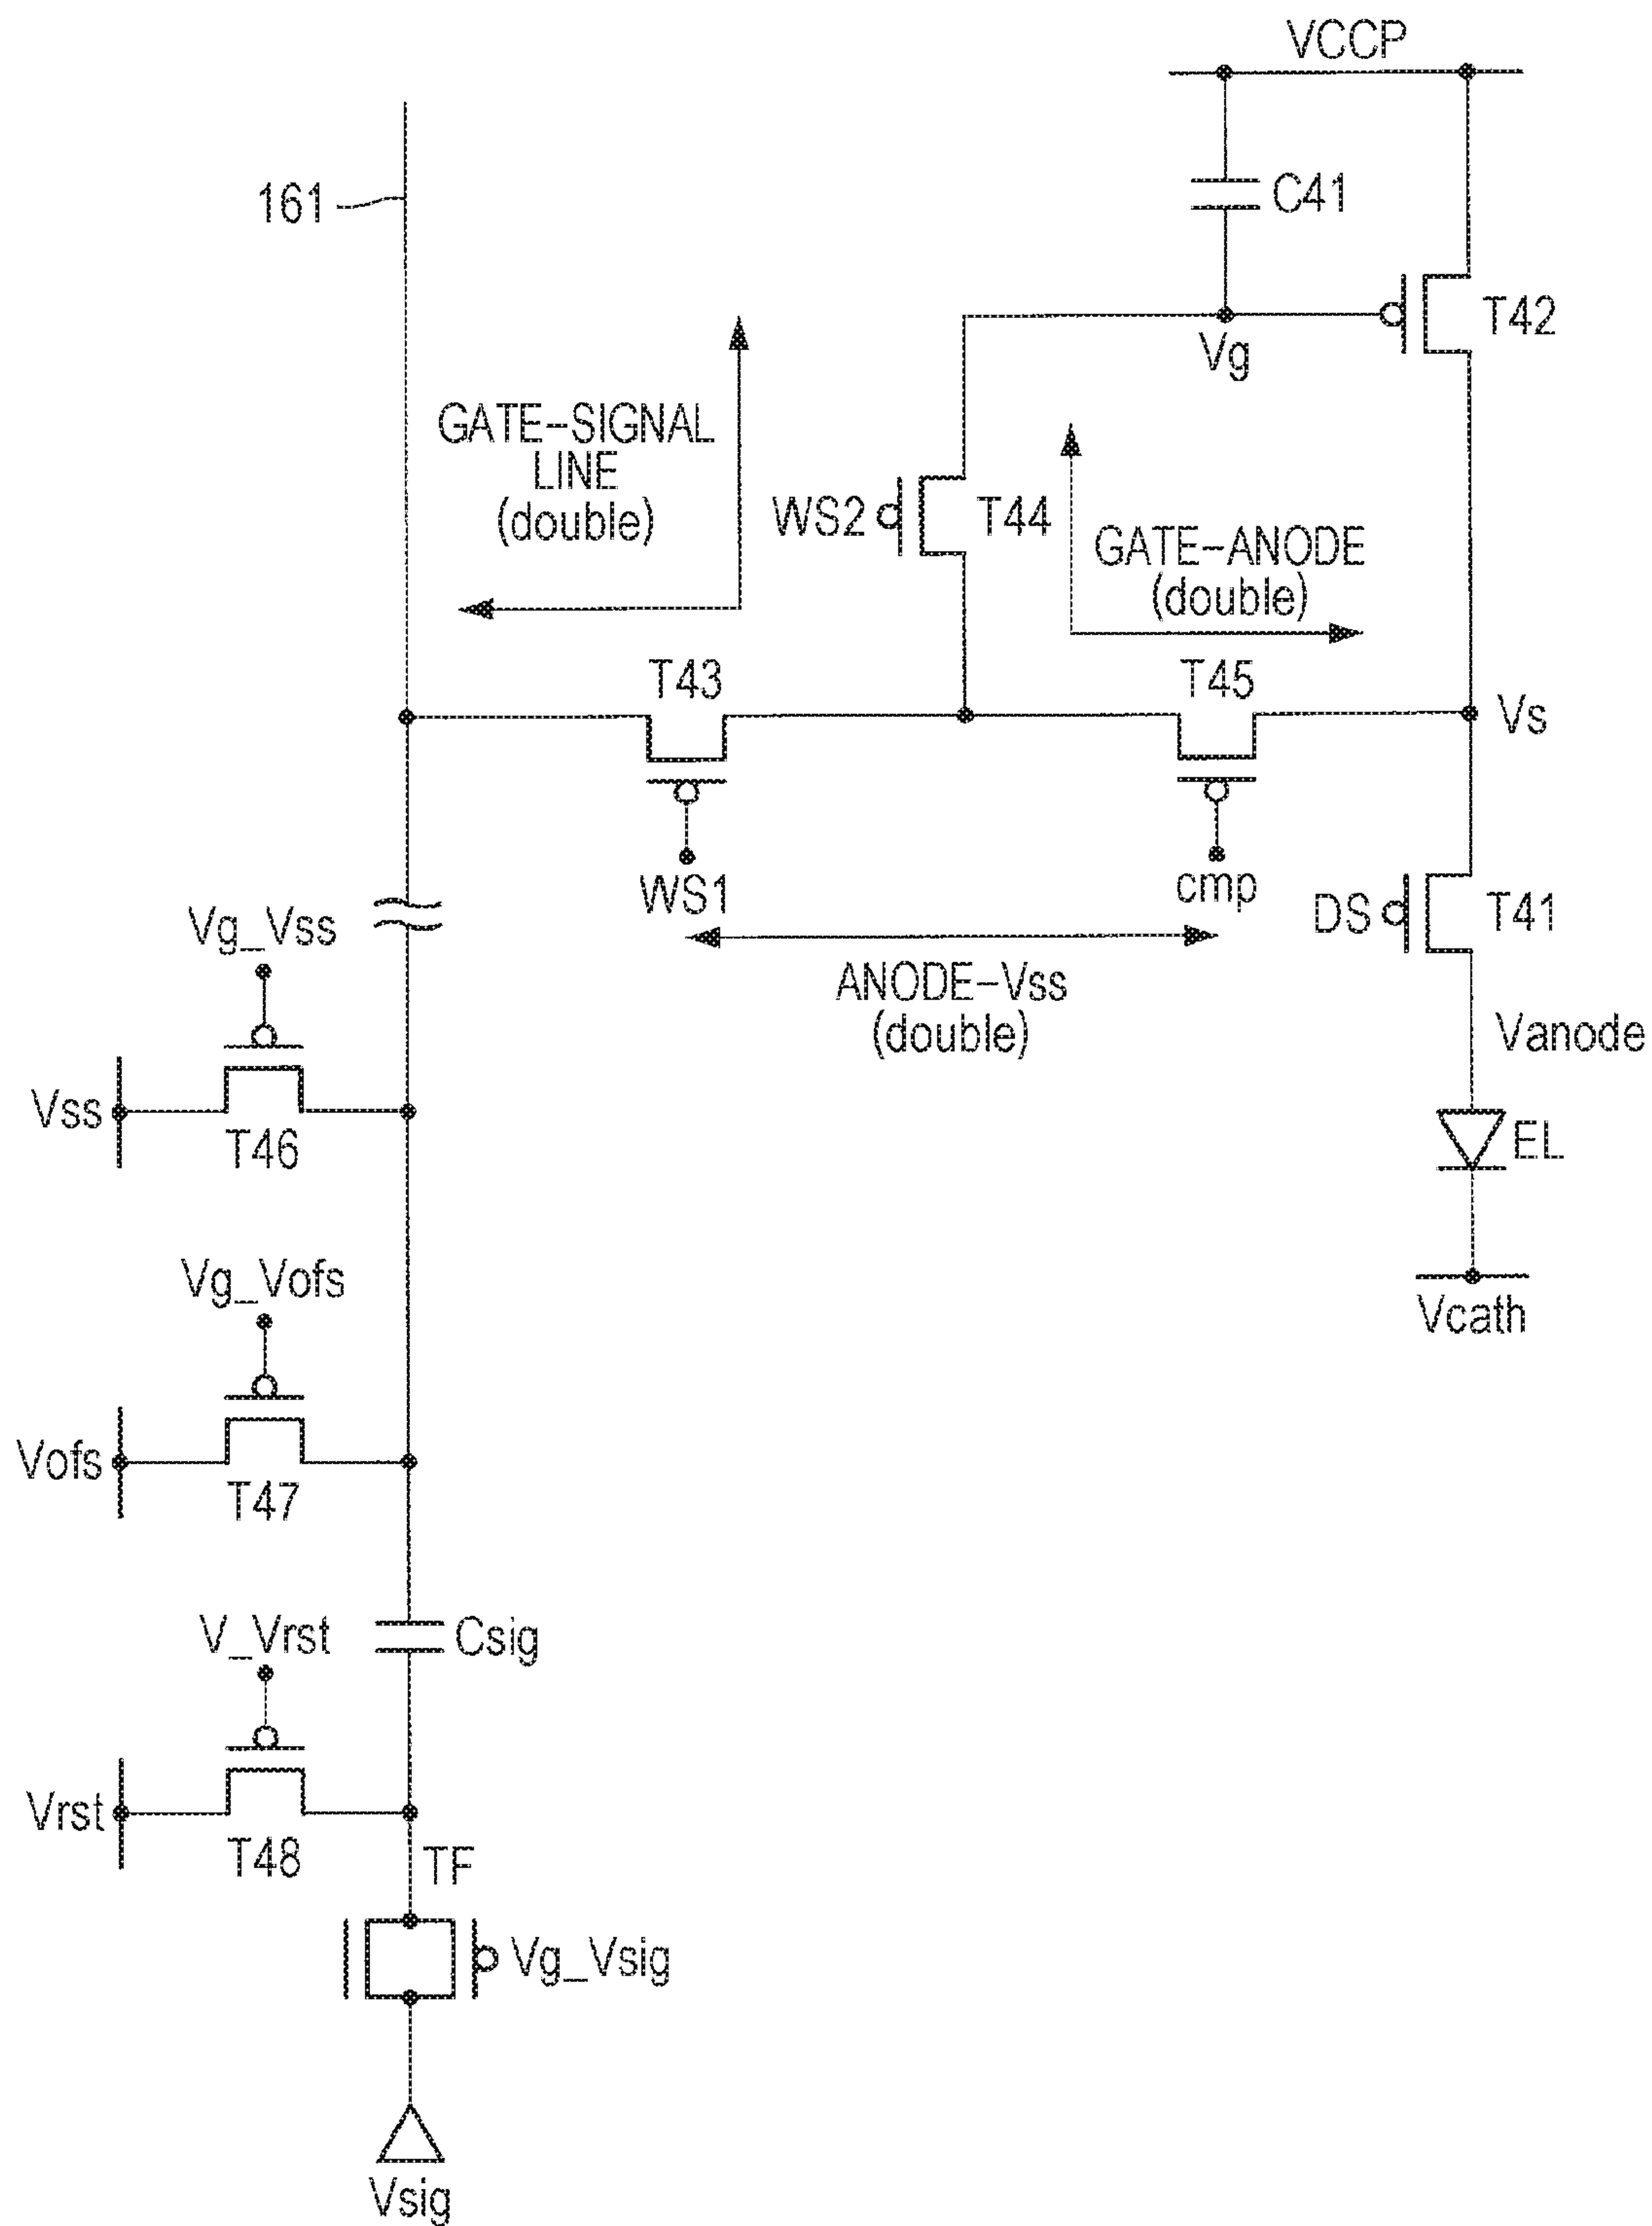 VCCP
161
C41
T42
Vg
GATE-SIGNAL
LINE
(double)
WS2
T44
GATE-ANODE
(double)
T43
T45
Vs
WS1
cmp
DS
T41
Vg_Vss
ANODE-Vss
(double)
Vanode
Vss
T46
EL
Vg_Vofs
Vcath
Vofs
T47
V_Vrst
Csig
Vrst
T48
TF
Vg_Vsig
Vsig